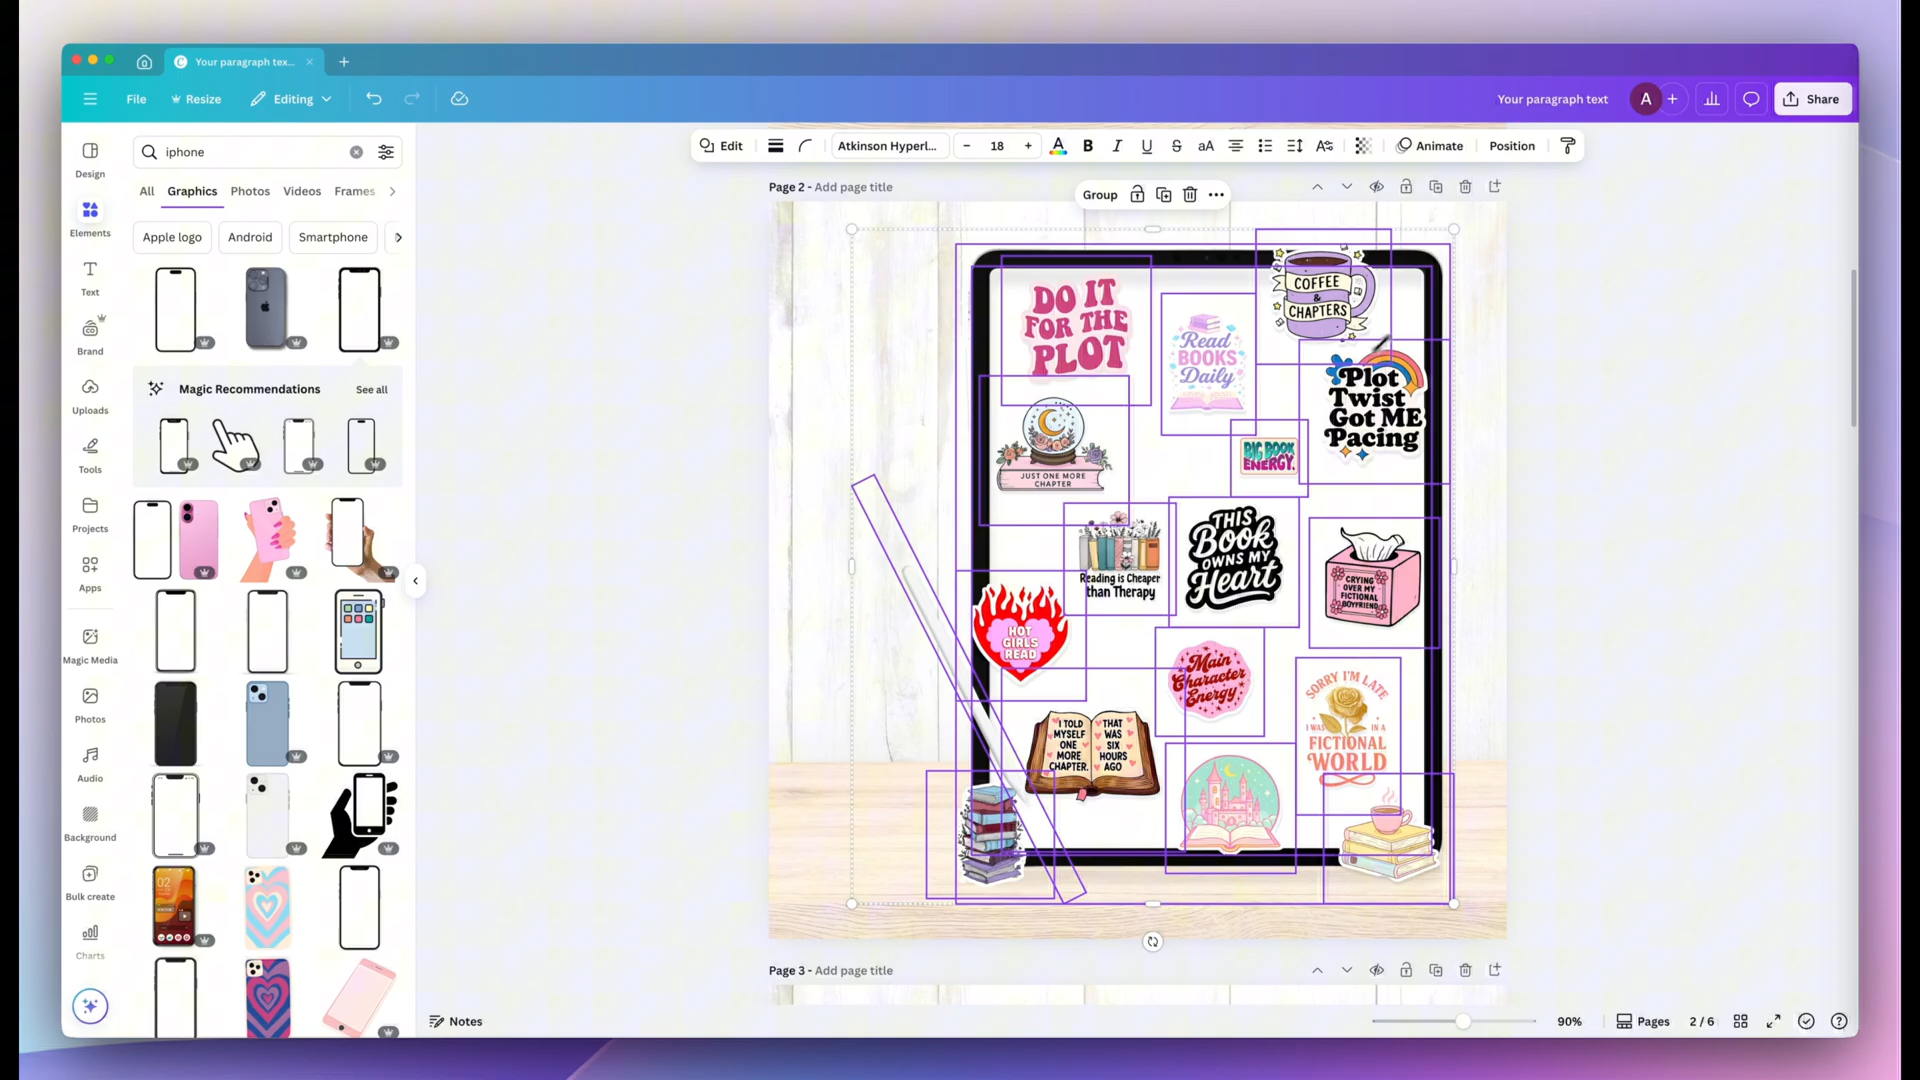 Your paragraph tex...
File
Resize
Editing
Your paragraph text
A
Share
Design
Elements
Text
Brand
Uploads
Tools
Projects
Apps
Magic Media
Photos
Audio
Background
Bulk create
Charts
iphone
All
Graphics
Photos
Videos
Frames
Apple logo
Android
Smartphone
Magic Recommendations
See all
Edit
Atkinson Hyperl...
18
A
B
I
U
S
aA
Animate
Position
Page 2 - Add page title
Group
DO IT
FOR THE
PLOT
Read
BOOKS
Daily
COFFEE
&
CHAPTERS
Plot
Twist
Got ME
Pacing
JUST ONE MORE
CHAPTER
BIG BOOK
ENERGY.
Reading is Cheaper
than Therapy
THIS
Book
OWNS MY
Heart
CRYING
OVER MY
FICTIONAL
BOYFRIEND
HOT
GIRLS
READ
Main
Character
Energy
SORRY I'M LATE
I WAS IN A
FICTIONAL
WORLD
I TOLD
MYSELF
ONE
MORE
CHAPTER.
THAT
WAS
SIX
HOURS
AGO
Page 3 - Add page title
Notes
90%
Pages
2 / 6